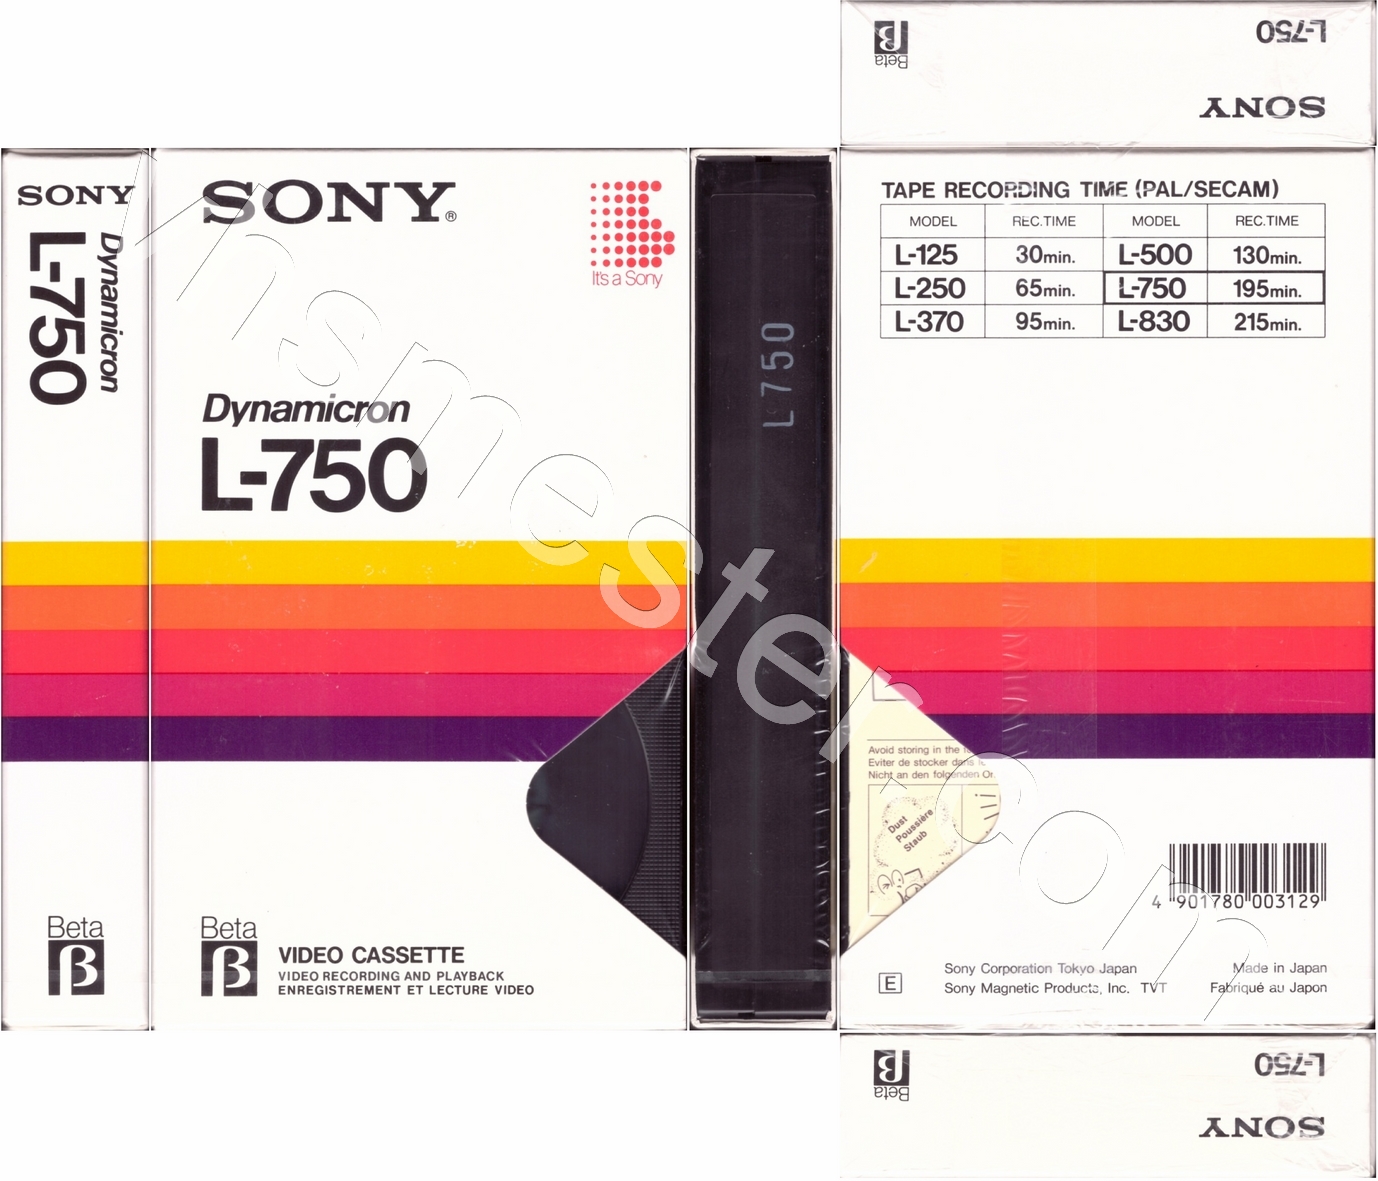 Beta
β
L-750
SONY
SONY
Dynamicron
L-750
Beta
β
SONY®
It's a Sony
Dynamicron
L-750
Beta
β
VIDEO CASSETTE
VIDEO RECORDING AND PLAYBACK
ENREGISTREMENT ET LECTURE VIDEO
L 750
TAPE RECORDING TIME (PAL/SECAM)
MODEL REC.TIME MODEL REC.TIME
L-125 30min. L-500 130min.
L-250 65min. L-750 195min.
L-370 95min. L-830 215min.
Avoid storing in the
Eviter de stocker dans
Nicht an den folgenden Or
Dust
Poussière
Staub
4 901780 003129
E
Sony Corporation Tokyo Japan
Sony Magnetic Products, Inc. TVT
Made in Japan
Fabriqué au Japon
Beta
β
L-750
SONY
vhsmester.com